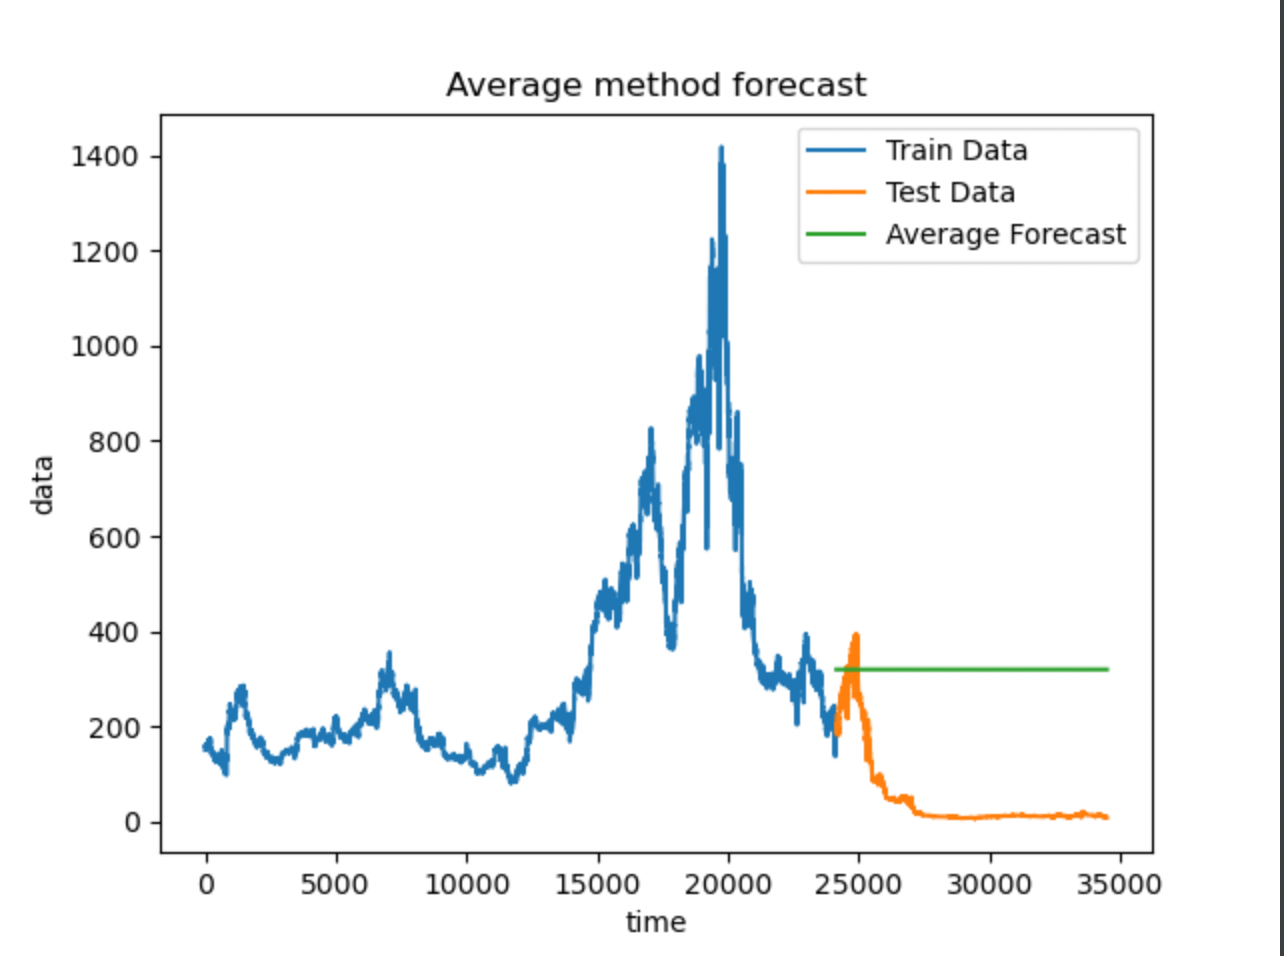 Average method forecast
Train Data
Test Data
Average Forecast
1400
1200
1000
800
600
400
200
0
data
0 5000 10000 15000 20000 25000 30000 35000
time